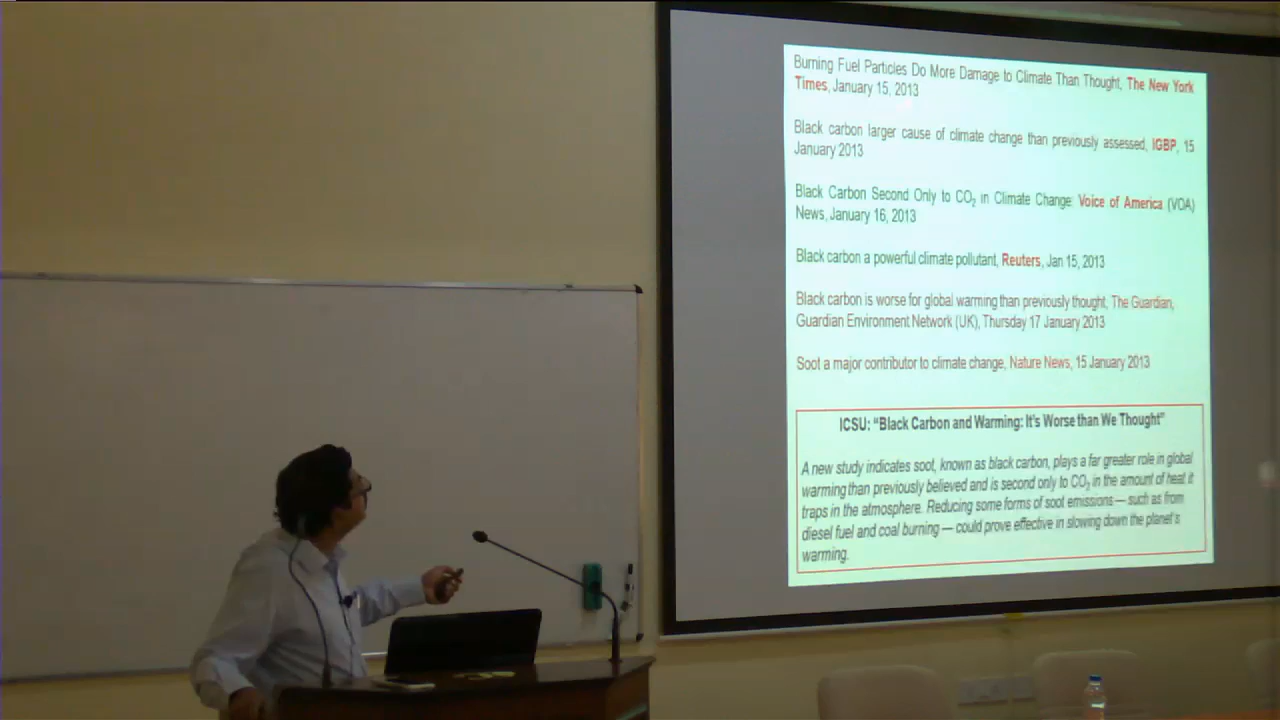 Burning Fuel Particles Do More Damage to Climate Than Thought, The New York
Times, January 15, 2013
Black carbon larger cause of climate change than previously assessed, IGBP, 15
January 2013
Black Carbon Second Only to CO₂ in Climate Change: Voice of America (VOA)
News, January 16, 2013
Black carbon a powerful climate pollutant, Reuters, Jan 15, 2013
Black carbon is worse for global warming than previously thought, The Guardian,
Guardian Environment Network (UK), Thursday 17 January 2013
Soot a major contributor to climate change, Nature News, 15 January 2013
ICSU: “Black Carbon and Warming: It’s Worse than We Thought”
A new study indicates soot, known as black carbon, plays a far greater role in global
warming than previously believed and is second only to CO₂ in the amount of heat it
traps in the atmosphere. Reducing some forms of soot emissions — such as from
diesel fuel and coal burning — could prove effective in slowing down the planet’s
warming.